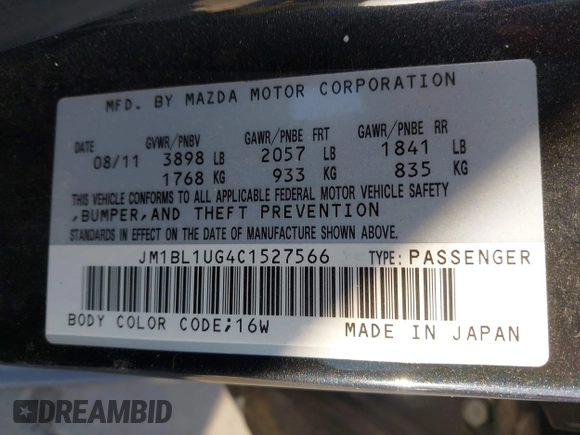 MFD. BY MAZDA MOTOR CORPORATION
DATE GVWR/PNBV GAWR/PNBE FRT GAWR/PNBE RR
08/11 3898 LB 2057 LB 1841 LB
1768 KG 933 KG 835 KG
THIS VEHICLE CONFORMS TO ALL APPLICABLE FEDERAL MOTOR VEHICLE SAFETY
,BUMPER,AND THEFT PREVENTION
STANDARDS IN EFFECT ON THE DATE OF MANUFACTURE SHOWN ABOVE.
JM1BL1UG4C1527566 TYPE: PASSENGER
BODY COLOR CODE;16W MADE IN JAPAN
DREAMBID